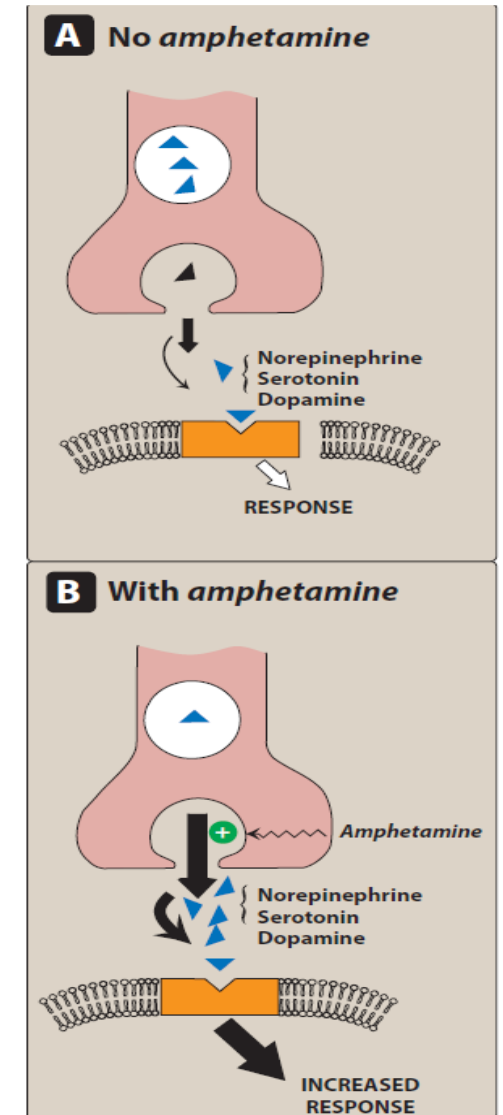 A No amphetamine
Norepinephrine
Serotonin
Dopamine
RESPONSE
B With amphetamine
+
Amphetamine
Norepinephrine
Serotonin
Dopamine
INCREASED
RESPONSE